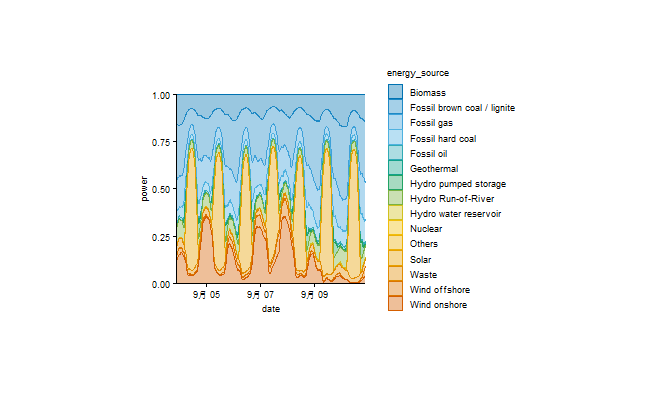 energy_source
Biomass
Fossil brown coal / lignite
Fossil gas
Fossil hard coal
Fossil oil
Geothermal
Hydro pumped storage
Hydro Run-of-River
Hydro water reservoir
Nuclear
Others
Solar
Waste
Wind offshore
Wind onshore
power
1.00
0.75
0.50
0.25
0.00
9月 05 9月 07 9月 09
date